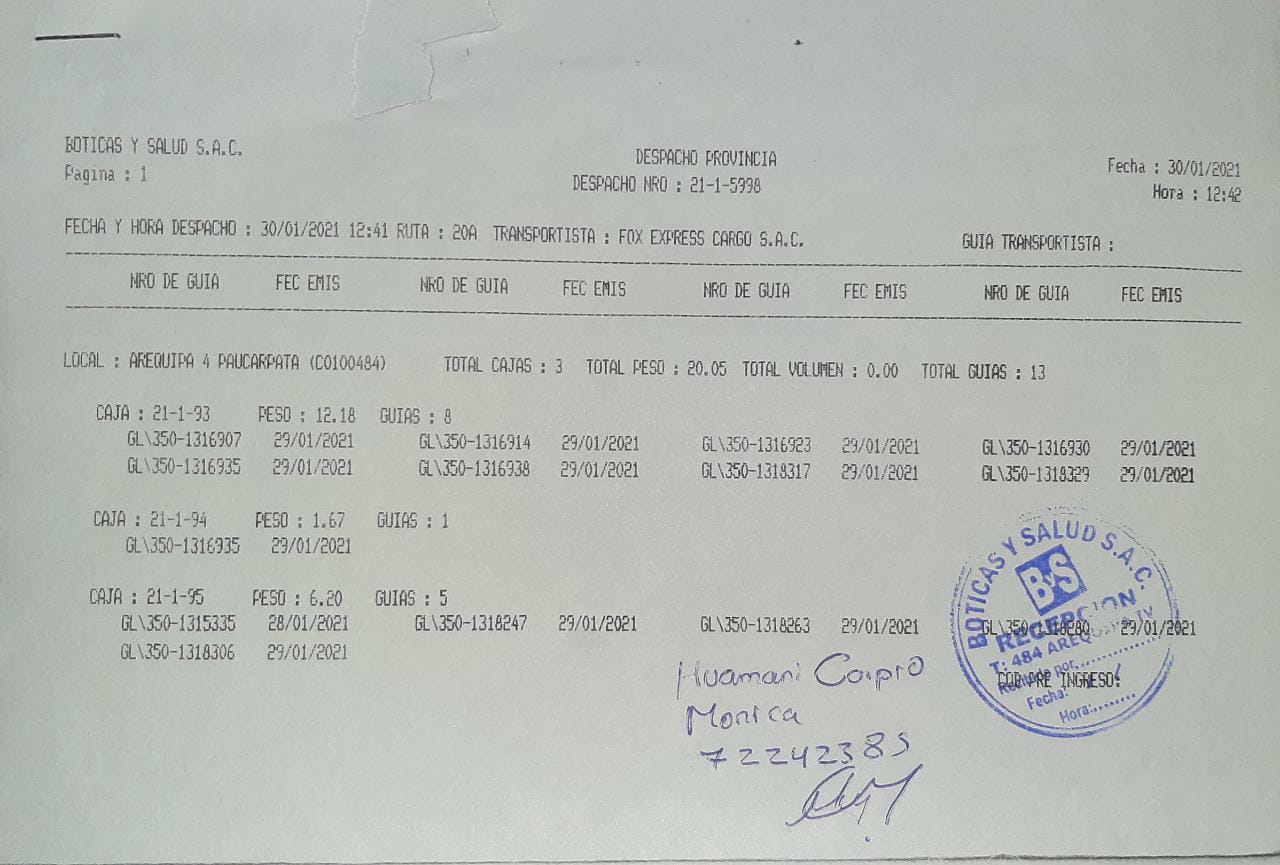 BOTICAS Y SALUD S.A.C.
Pagina : 1
DESPACHO PROVINCIA
DESPACHO NRO : 21-1-5998
Fecha : 30/01/2021
Hora : 12:42
FECHA Y HORA DESPACHO : 30/01/2021 12:41 RUTA : 20A TRANSPORTISTA : FOX EXPRESS CARGO S.A.C. GUIA TRANSPORTISTA :
NRO DE GUIA FEC EMIS NRO DE GUIA FEC EMIS NRO DE GUIA FEC EMIS NRO DE GUIA FEC EMIS
LOCAL : AREQUIPA 4 PAUCARPATA (C0100484) TOTAL CAJAS : 3 TOTAL PESO : 20.05 TOTAL VOLUMEN : 0.00 TOTAL GUIAS : 13
CAJA : 21-1-93 PESO : 12.18 GUIAS : 8
GL\350-1316907 29/01/2021 GL\350-1316914 29/01/2021 GL\350-1316923 29/01/2021 GL\350-1316930 29/01/2021
GL\350-1316935 29/01/2021 GL\350-1316938 29/01/2021 GL\350-1318317 29/01/2021 GL\350-1318329 29/01/2021
CAJA : 21-1-94 PESO : 1.67 GUIAS : 1
GL\350-1316935 29/01/2021
CAJA : 21-1-95 PESO : 6.20 GUIAS : 5
GL\350-1315335 28/01/2021 GL\350-1318247 29/01/2021 GL\350-1318263 29/01/2021 GL\350-1318280 29/01/2021
GL\350-1318306 29/01/2021
COD PRE INGRESO:
BOTICAS Y SALUD S.A.C.
ByS
RECEPCION
T: 484 AREQUIPA IV
Recibido por:
Fecha:
Hora:
Huamani
Monica
72242385